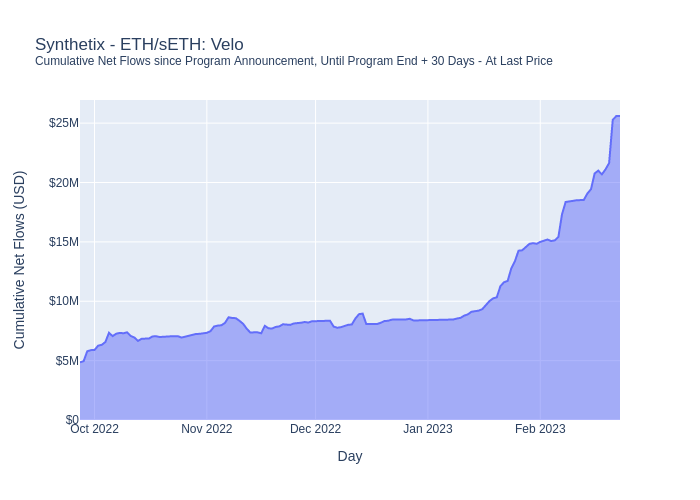 Synthetix - ETH/sETH: Velo
Cumulative Net Flows since Program Announcement, Until Program End + 30 Days - At Last Price
Cumulative Net Flows (USD)
$25M
$20M
$15M
$10M
$5M
$0
Oct 2022
Nov 2022
Dec 2022
Jan 2023
Feb 2023
Day